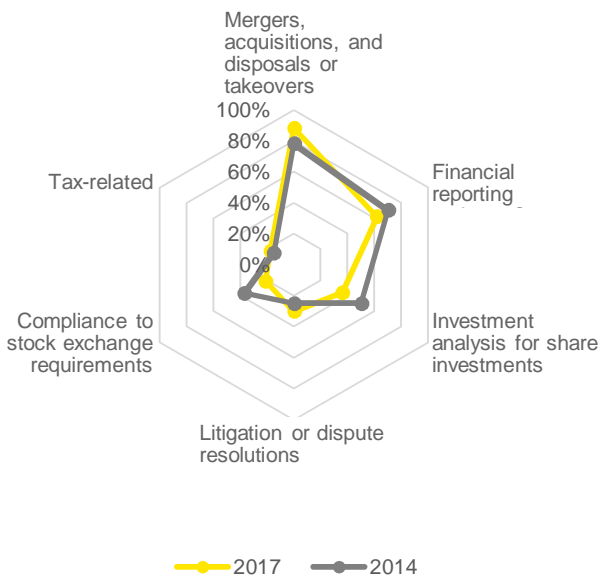 Mergers,
acquisitions, and
disposals or
takeovers
100%
80%
60%
40%
20%
0%
Financial
reporting
Investment
analysis for share
investments
Litigation or dispute
resolutions
Compliance to
stock exchange
requirements
Tax-related
2017
2014